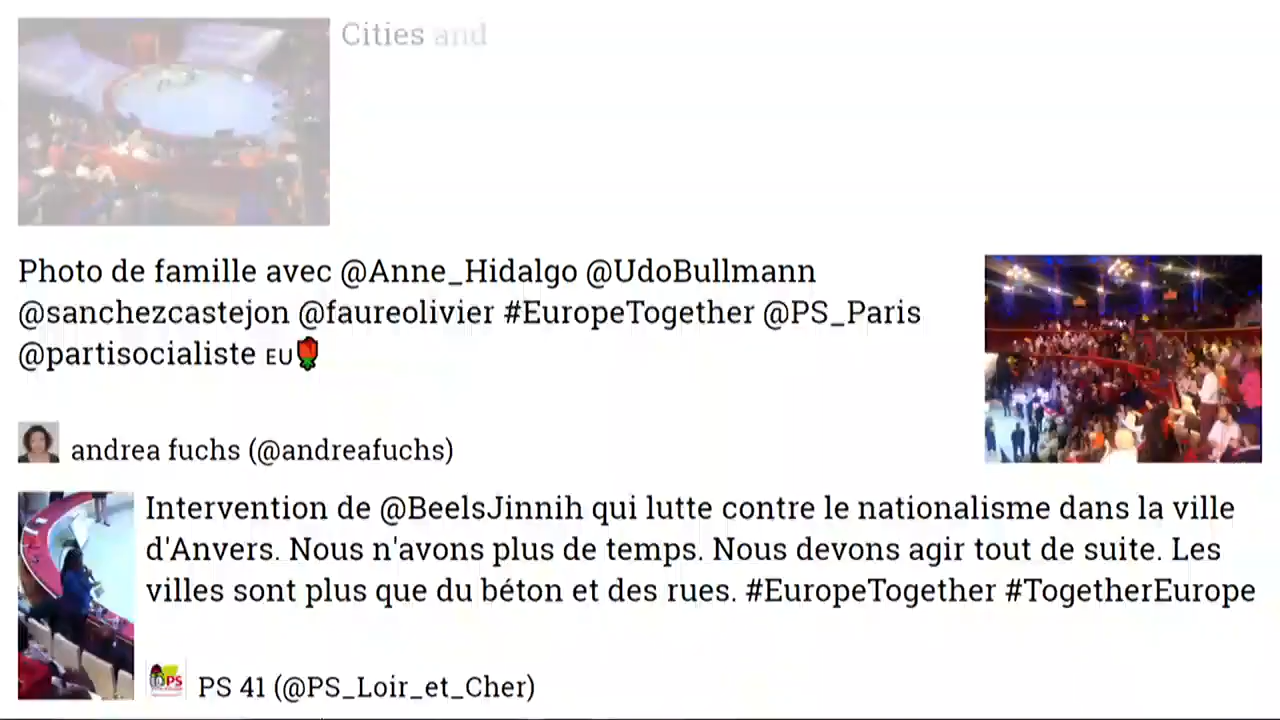 Cities and
Photo de famille avec @Anne_Hidalgo @UdoBullmann
@sanchezcastejon @faureolivier #EuropeTogether @PS_Paris
@partisocialiste EU🌹
andrea fuchs (@andreafuchs)
Intervention de @BeelsJinnih qui lutte contre le nationalisme dans la ville
d'Anvers. Nous n'avons plus de temps. Nous devons agir tout de suite. Les
villes sont plus que du béton et des rues. #EuropeTogether #TogetherEurope
PS
PS 41 (@PS_Loir_et_Cher)